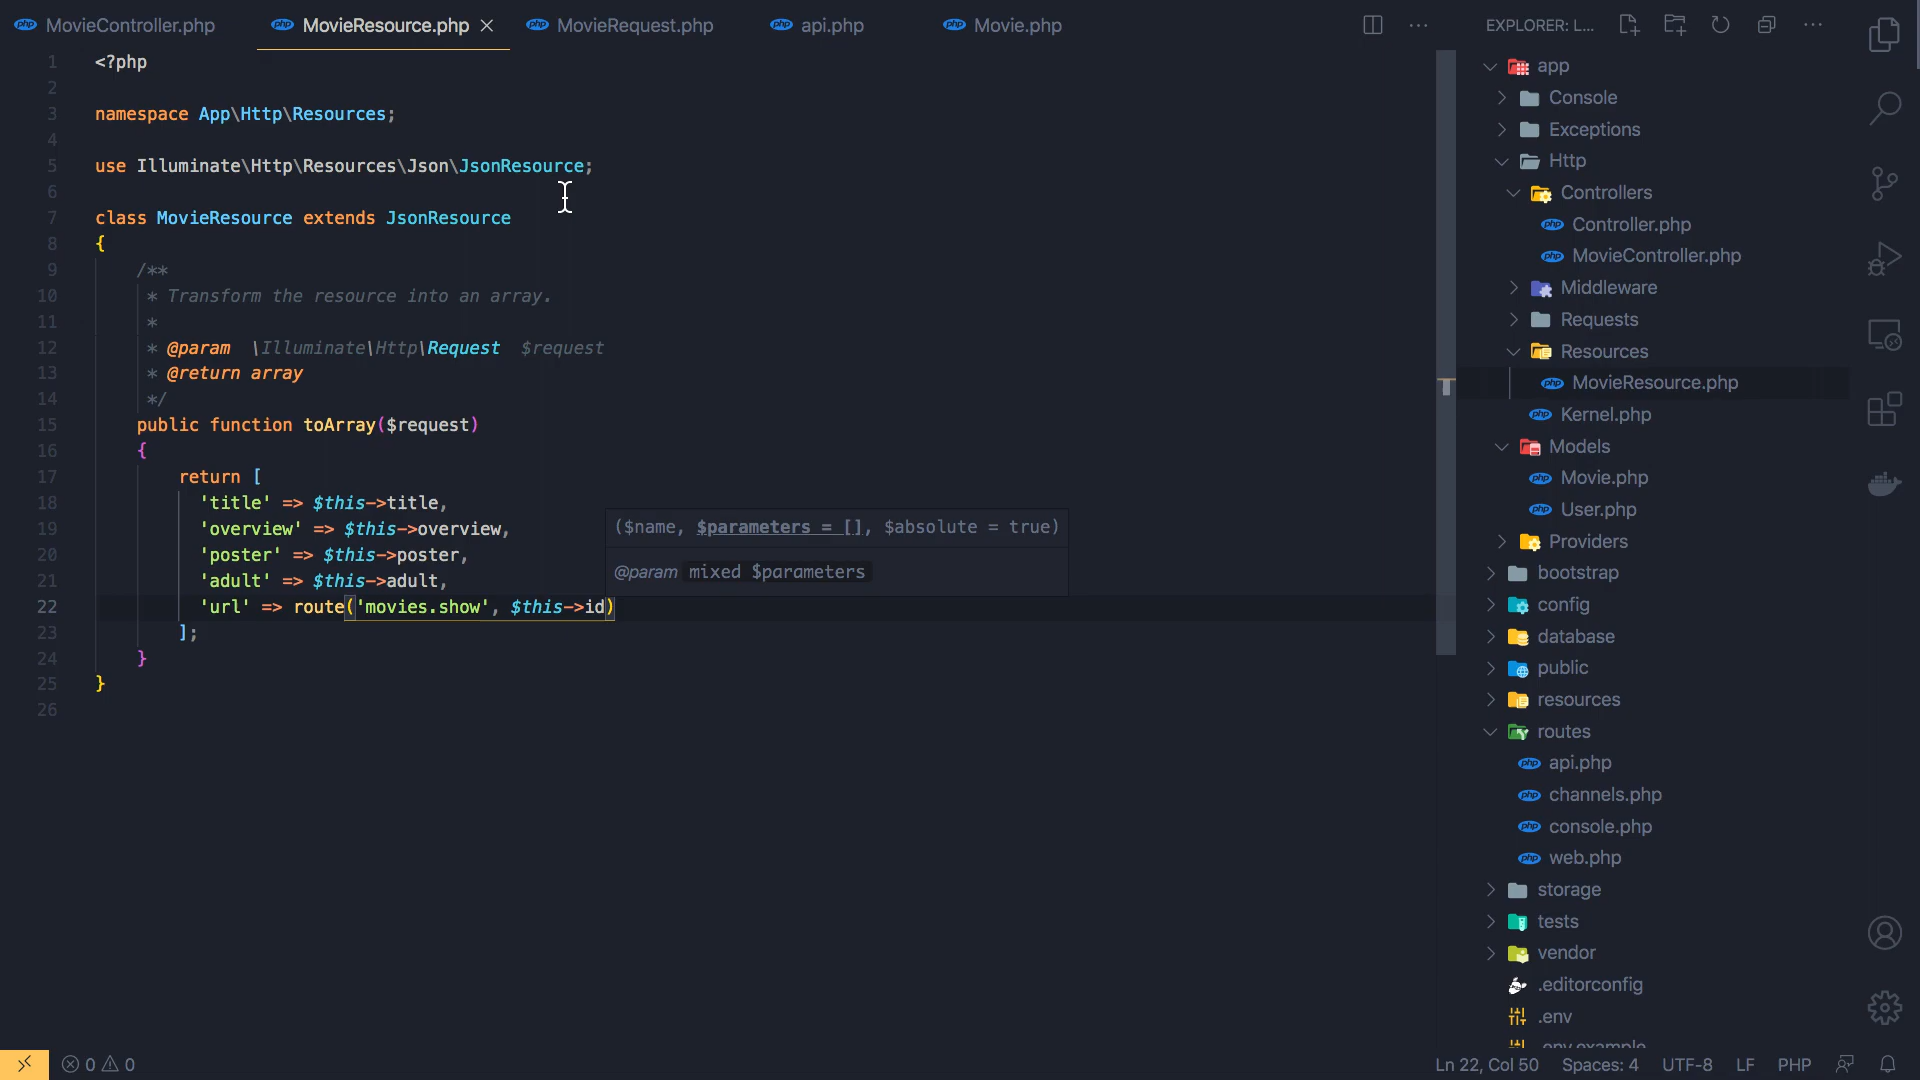 MovieController.php MovieResource.php MovieRequest.php api.php Movie.php
1 <?php
2
3 namespace App\Http\Resources;
4
5 use Illuminate\Http\Resources\Json\JsonResource;
6
7 class MovieResource extends JsonResource
8 {
9 /**
10 * Transform the resource into an array.
11 *
12 * @param \Illuminate\Http\Request $request
13 * @return array
14 */
15 public function toArray($request)
16 {
17 return [
18 'title' => $this->title,
19 'overview' => $this->overview,
20 'poster' => $this->poster,
21 'adult' => $this->adult,
22 'url' => route('movies.show', $this->id)
23 ];
24 }
25 }
26
($name, $parameters = [], $absolute = true)
@param mixed $parameters
EXPLORER: L...
app
Console
Exceptions
Http
Controllers
Controller.php
MovieController.php
Middleware
Requests
Resources
MovieResource.php
Kernel.php
Models
Movie.php
User.php
Providers
bootstrap
config
database
public
resources
routes
api.php
channels.php
console.php
web.php
storage
tests
vendor
.editorconfig
.env
.env.example
0 0 Ln 22, Col 50 Spaces: 4 UTF-8 LF PHP